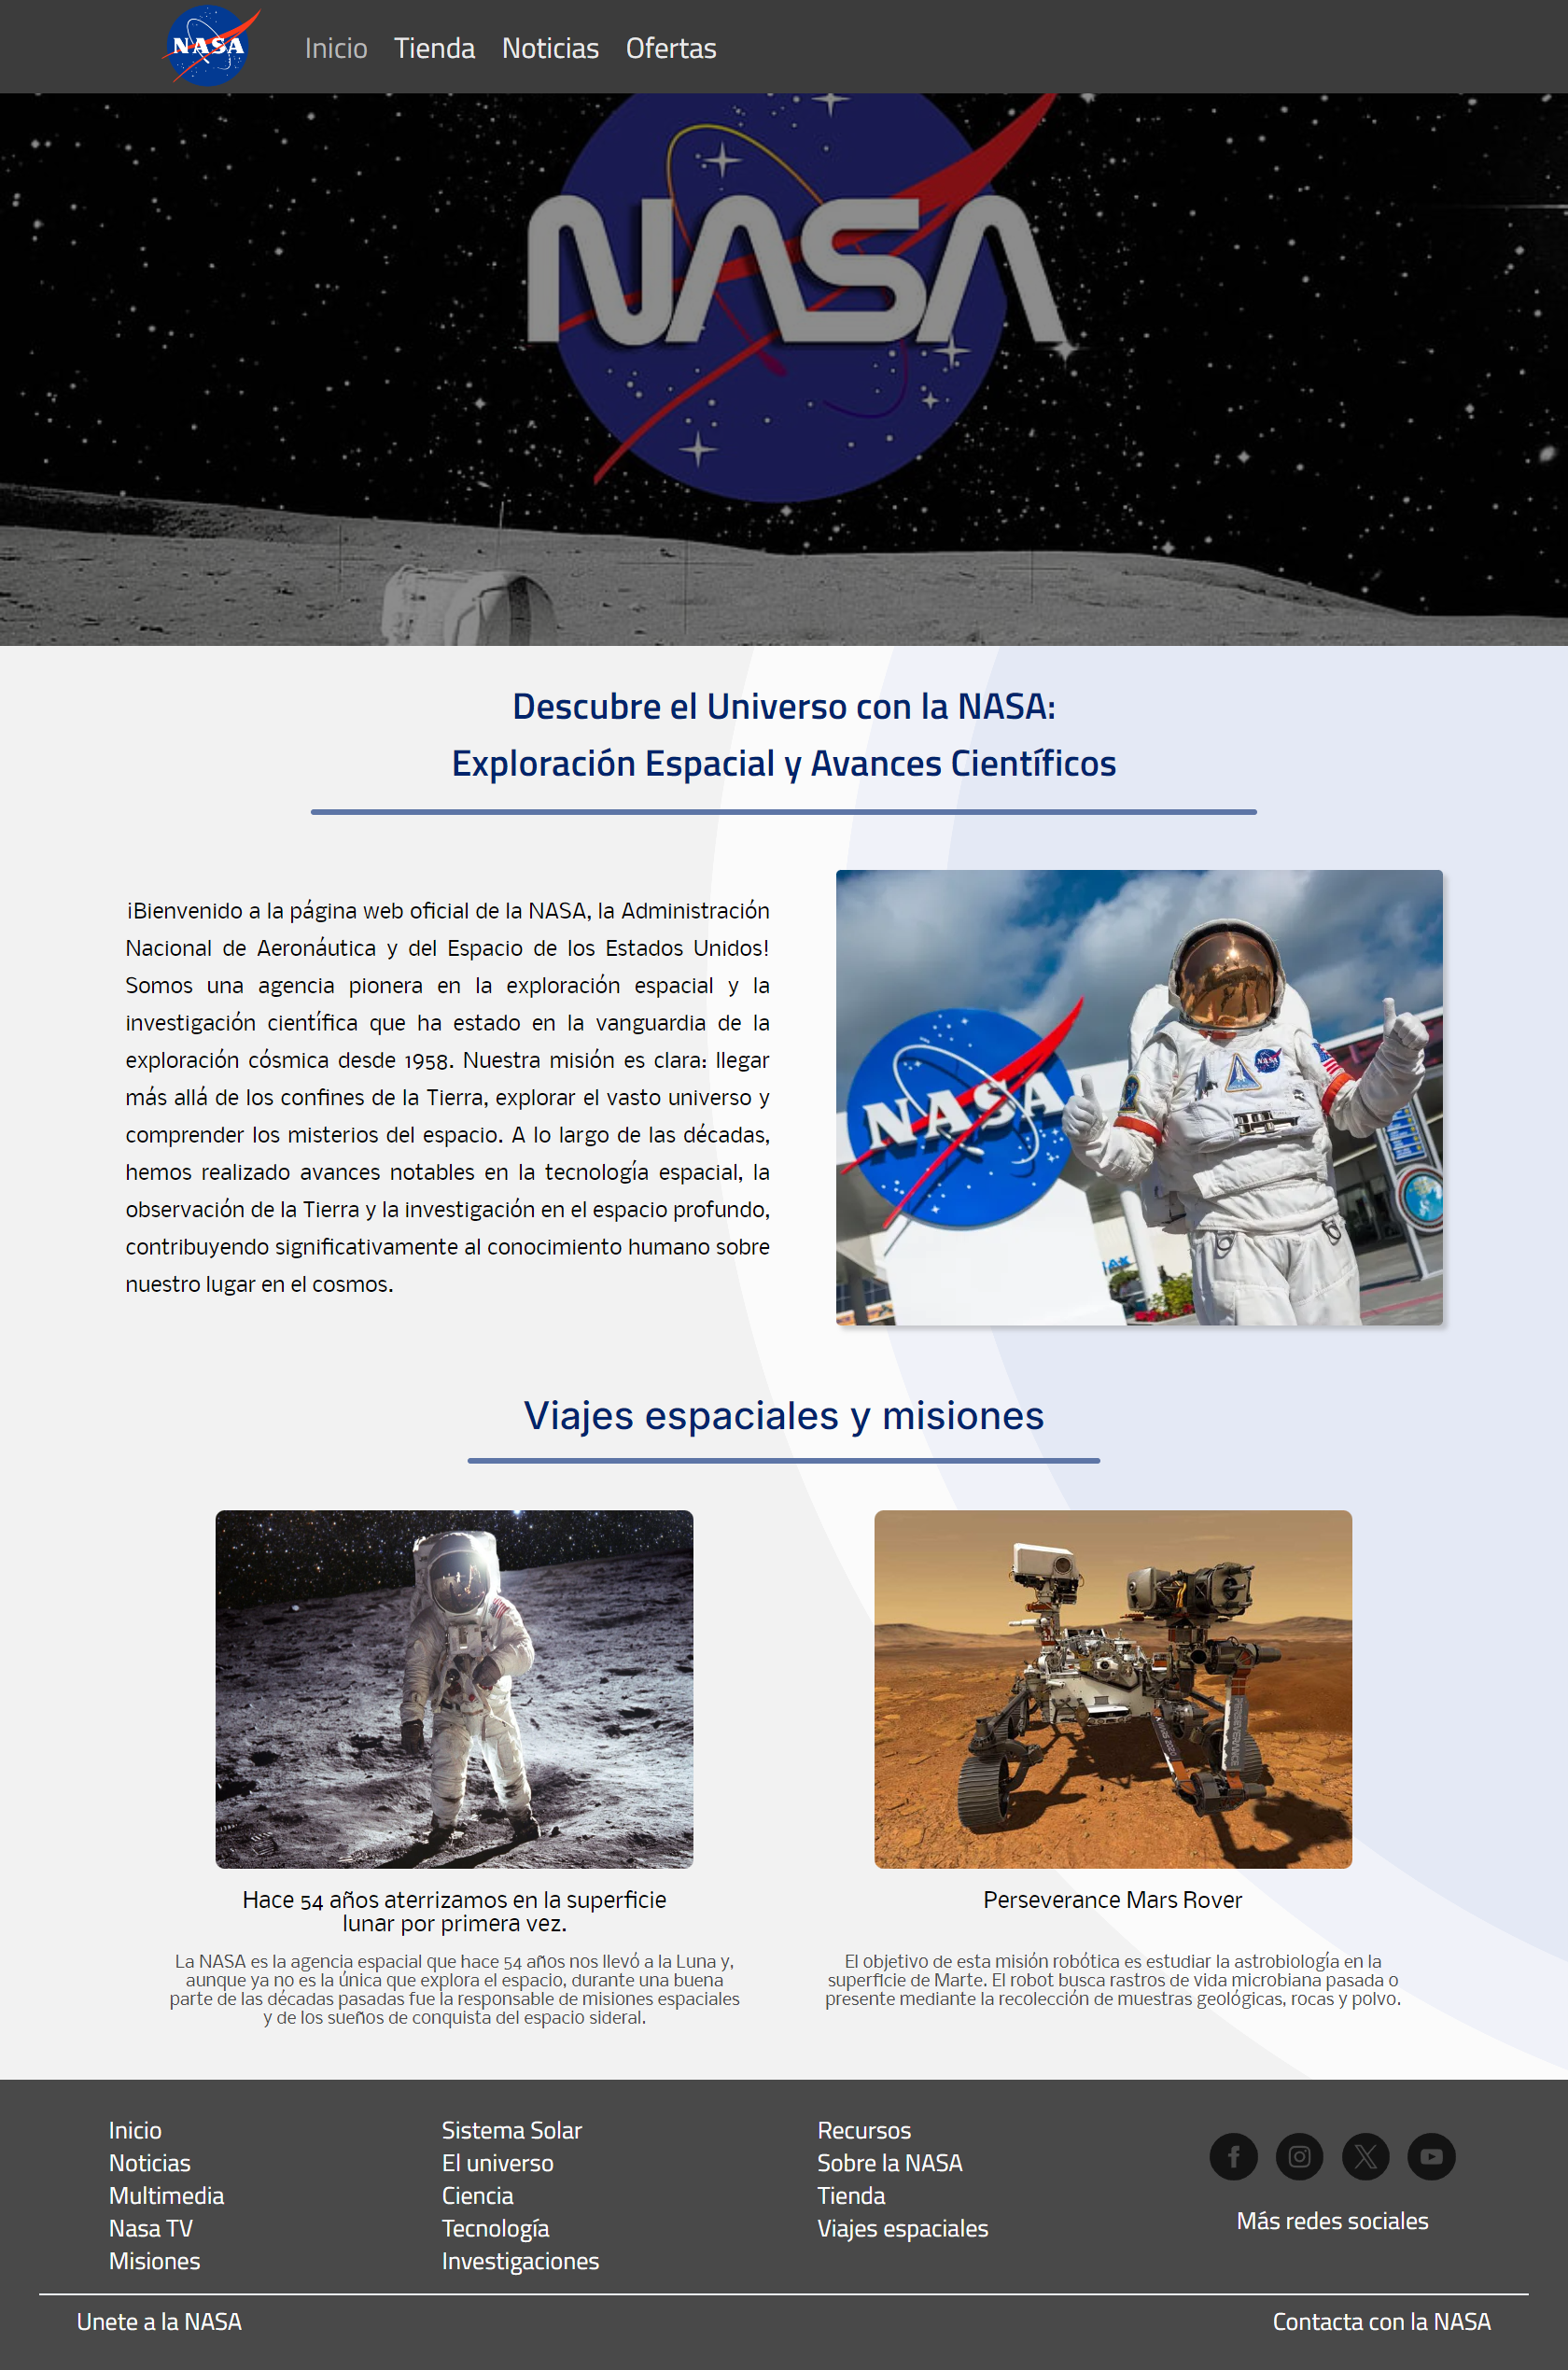 NASA
Inicio Tienda Noticias Ofertas
NASA
Descubre el Universo con la NASA:
Exploración Espacial y Avances Científicos
¡Bienvenido a la página web oficial de la NASA, la Administración
Nacional de Aeronáutica y del Espacio de los Estados Unidos!
Somos una agencia pionera en la exploración espacial y la
investigación científica que ha estado en la vanguardia de la
exploración cósmica desde 1958. Nuestra misión es clara: llegar
más allá de los confines de la Tierra, explorar el vasto universo y
comprender los misterios del espacio. A lo largo de las décadas,
hemos realizado avances notables en la tecnología espacial, la
observación de la Tierra y la investigación en el espacio profundo,
contribuyendo significativamente al conocimiento humano sobre
nuestro lugar en el cosmos.
NASA
NASA
Viajes espaciales y misiones
PERSEVERANCE
Hace 54 años aterrizamos en la superficie
lunar por primera vez.
La NASA es la agencia espacial que hace 54 años nos llevó a la Luna y,
aunque ya no es la única que explora el espacio, durante una buena
parte de las décadas pasadas fue la responsable de misiones espaciales
y de los sueños de conquista del espacio sideral.
Perseverance Mars Rover
El objetivo de esta misión robótica es estudiar la astrobiología en la
superficie de Marte. El robot busca rastros de vida microbiana pasada o
presente mediante la recolección de muestras geológicas, rocas y polvo.
Inicio
Noticias
Multimedia
Nasa TV
Misiones
Sistema Solar
El universo
Ciencia
Tecnología
Investigaciones
Recursos
Sobre la NASA
Tienda
Viajes espaciales
Más redes sociales
Unete a la NASA
Contacta con la NASA